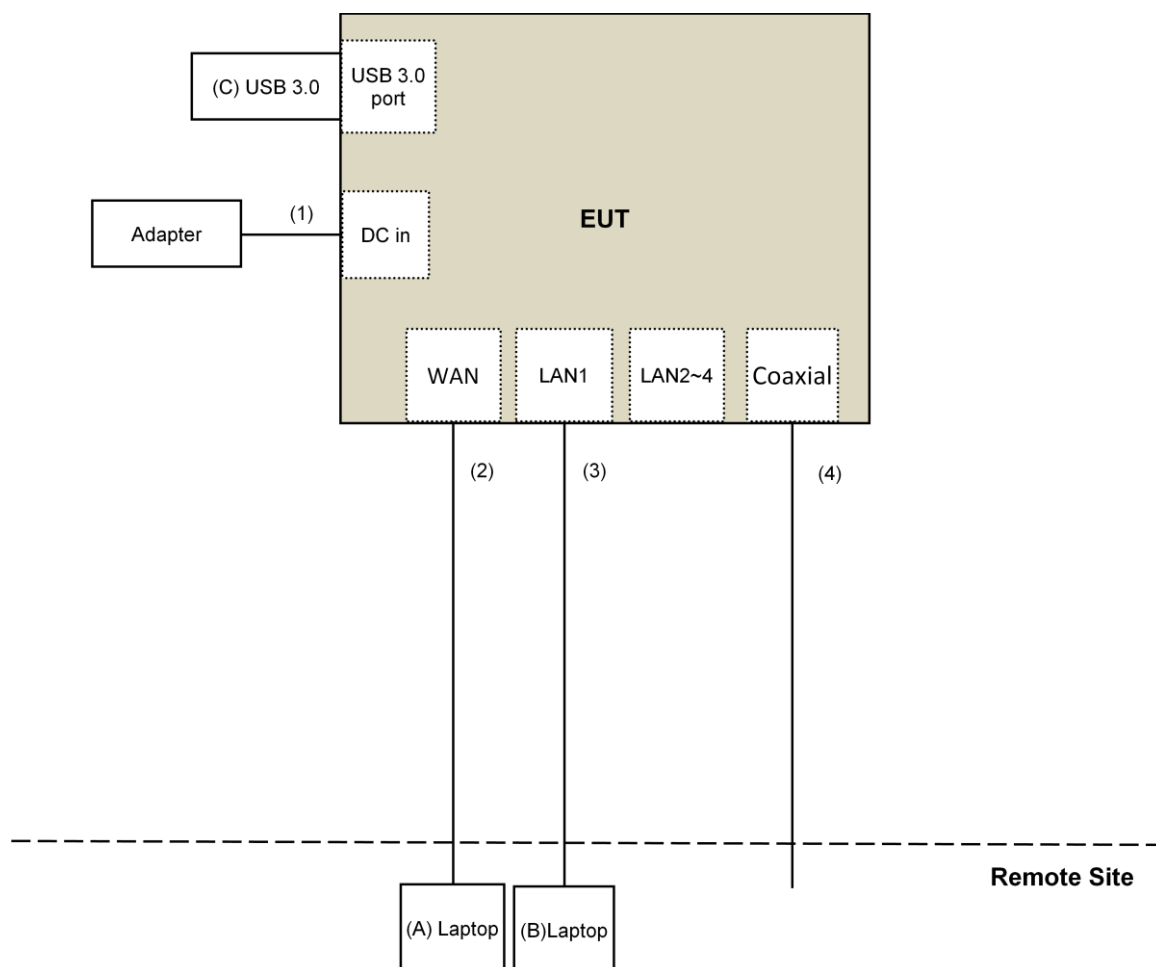 (C) USB 3.0
USB 3.0
port
(1)
Adapter
DC in
EUT
WAN
LAN1
LAN2~4
Coaxial
(2)
(3)
(4)
Remote Site
(A) Laptop
(B)Laptop